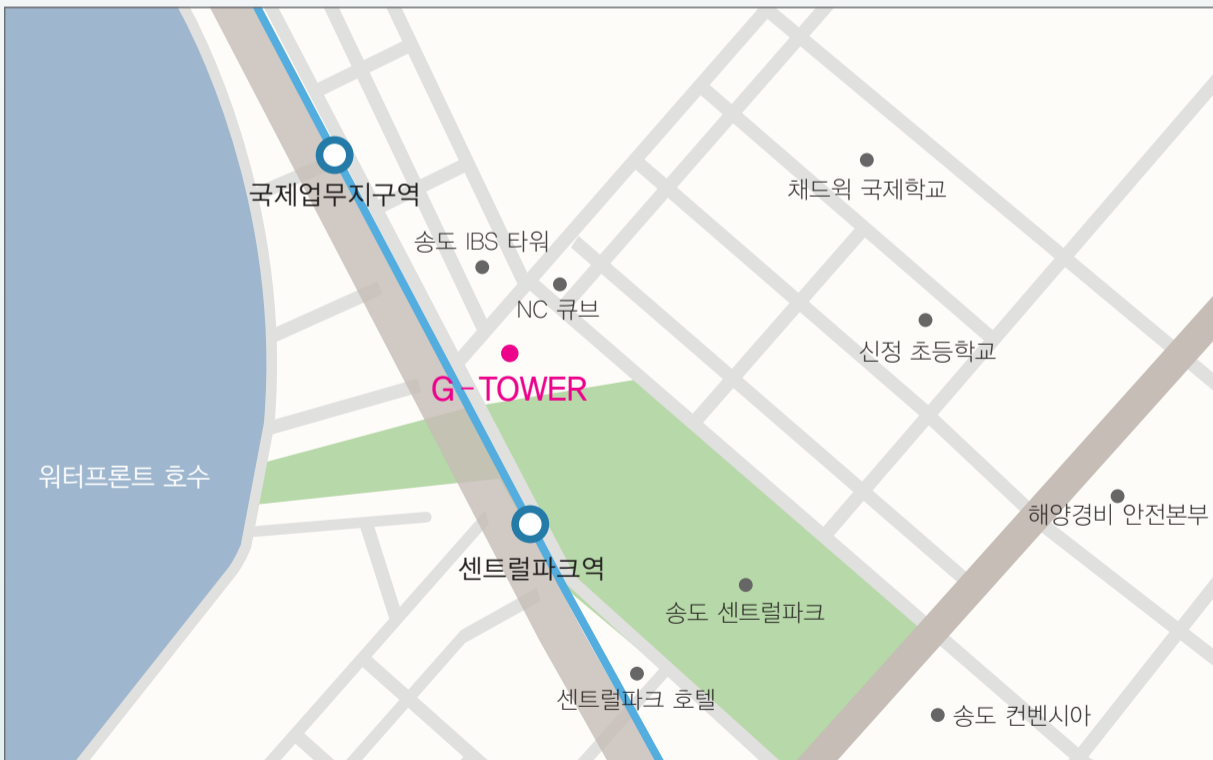 채드윅 국제학교
국제업무지구역
송도 IBS 타워
NC 큐브
신정 초등학교
G-TOWER
워터프론트 호수
해양경비 안전본부
센트럴파크역
송도 센트럴파크
센트럴파크 호텔
송도 컨벤시아